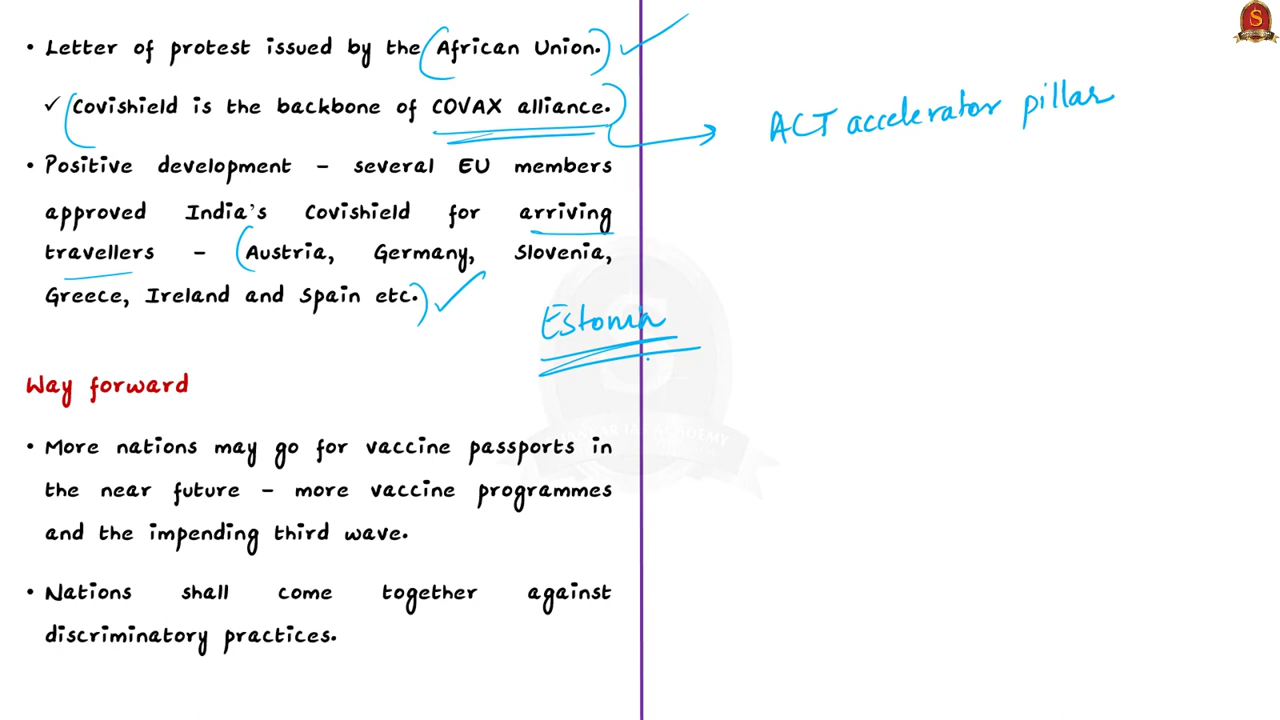 • Letter of protest issued by the African Union.
✓ Covishield is the backbone of COVAX alliance.
ACT accelerator pillar
• Positive development – several EU members
approved India's Covishield for arriving
travellers – Austria, Germany, Slovenia,
Greece, Ireland and Spain etc.
Estonia
Way forward
• More nations may go for vaccine passports in
the near future – more vaccine programmes
and the impending third wave.
• Nations shall come together against
discriminatory practices.